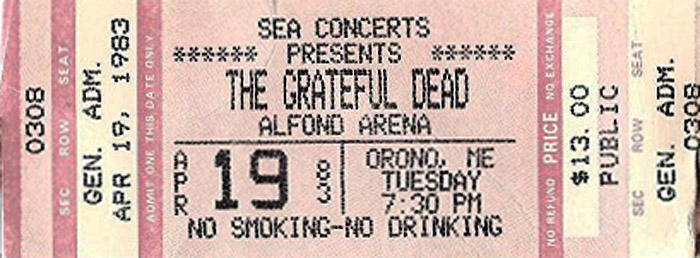 0308
SEC ROW SEAT
GEN. ADM.
APR 19, 1983
ADMIT ONE THIS DATE ONLY
SEA CONCERTS
****** PRESENTS ******
THE GRATEFUL DEAD
ALFOND ARENA
APR 19 83
ORONO, ME
TUESDAY
7:30 PM
NO SMOKING-NO DRINKING
NO REFUND PRICE NO EXCHANGE
$13.00
PUBLIC
SEC ROW SEAT
GEN. ADM.
0308